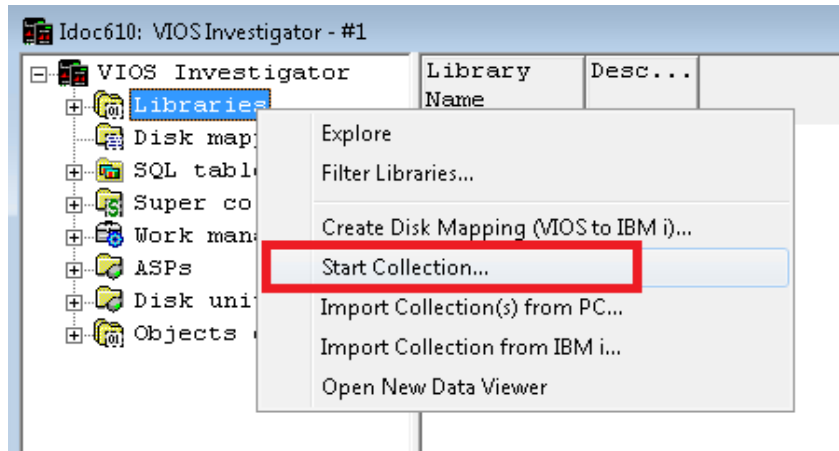 Idoc610: VIOS Investigator - #1
VIOS Investigator
Libraries
Disk map
SQL tabl
Super co
Work man
ASPs
Disk uni
Objects
Library Name
Desc...
Explore
Filter Libraries...
Create Disk Mapping (VIOS to IBM i)...
Start Collection...
Import Collection(s) from PC...
Import Collection from IBM i...
Open New Data Viewer